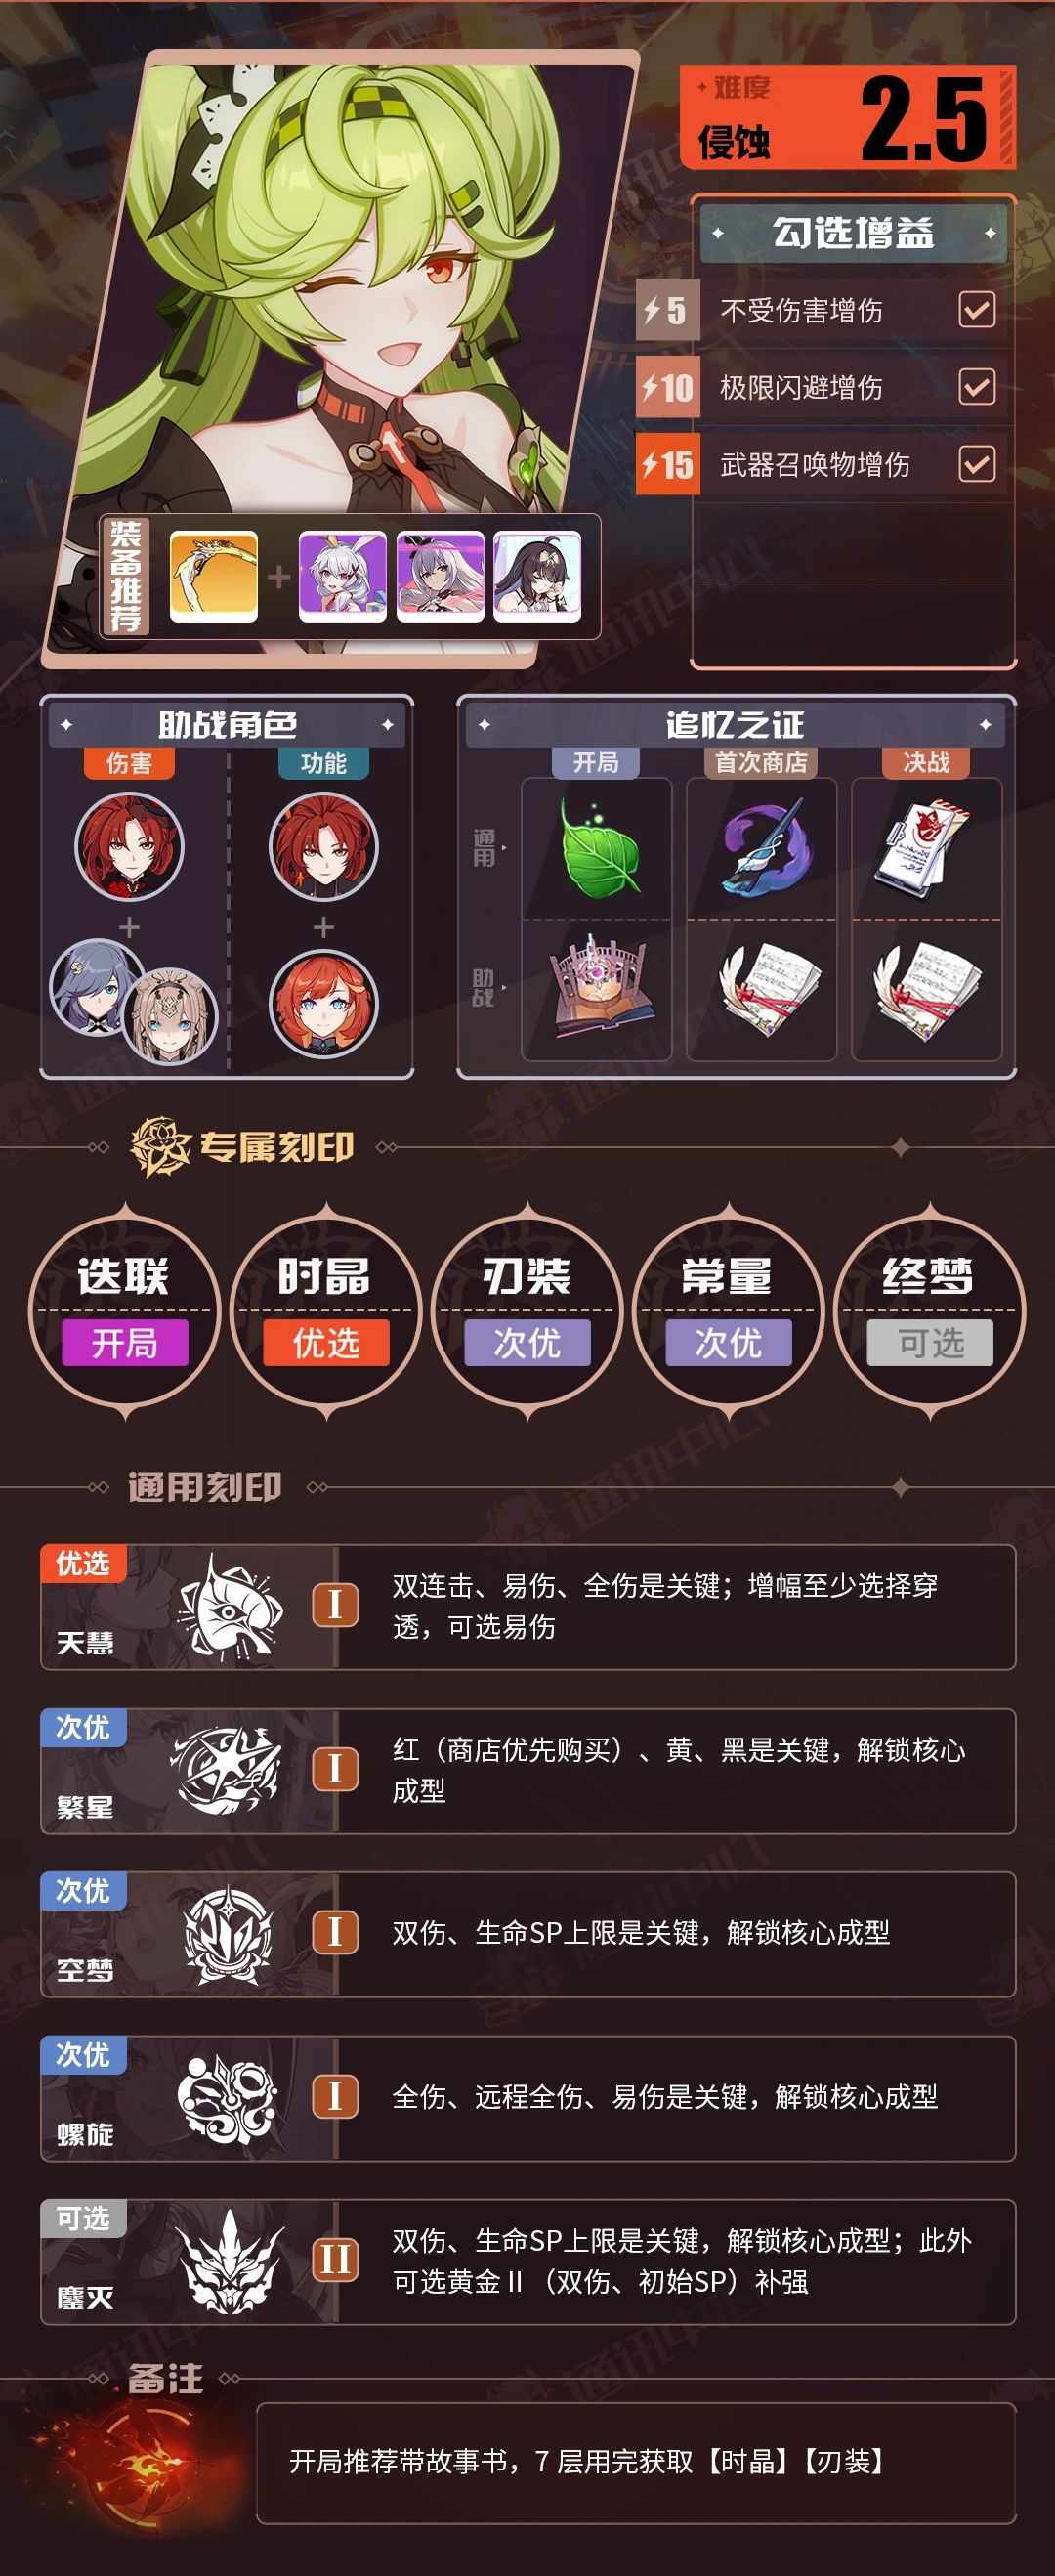 难度
侵蚀
2.5
勾选增益
5 不受伤害增伤
10 极限闪避增伤
15 武器召唤物增伤
装备推荐
助战角色
伤害 功能
追忆之证
开局 首次商店 决战
通用
助战
专属刻印
迭联 时晶 刃装 常量 终梦
开局 优选 次优 次优 可选
通用刻印
优选
天慧
I
双连击、易伤、全伤是关键；增幅至少选择穿
透，可选易伤
次优
繁星
I
红（商店优先购买）、黄、黑是关键，解锁核心
成型
次优
空梦
I
双伤、生命SP上限是关键，解锁核心成型
次优
螺旋
I
全伤、远程全伤、易伤是关键，解锁核心成型
可选
鏖灭
II
双伤、生命SP上限是关键，解锁核心成型；此外
可选黄金 II （双伤、初始SP）补强
备注
开局推荐带故事书，7 层用完获取【时晶】【刃装】
通讯中心